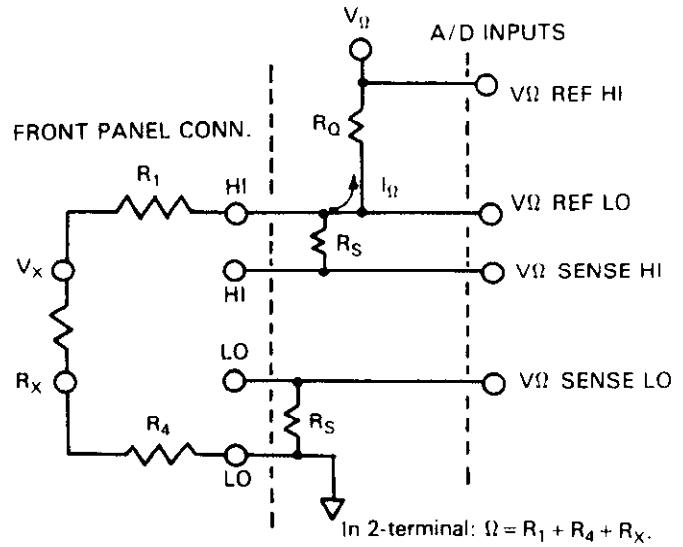 VΩ
A/D INPUTS
VΩ REF HI
RQ
FRONT PANEL CONN.
R1
HI
IΩ
VΩ REF LO
RS
VX
HI
VΩ SENSE HI
LO
RX
VΩ SENSE LO
R4
RS
LO
In 2-terminal: Ω = R1 + R4 + RX.